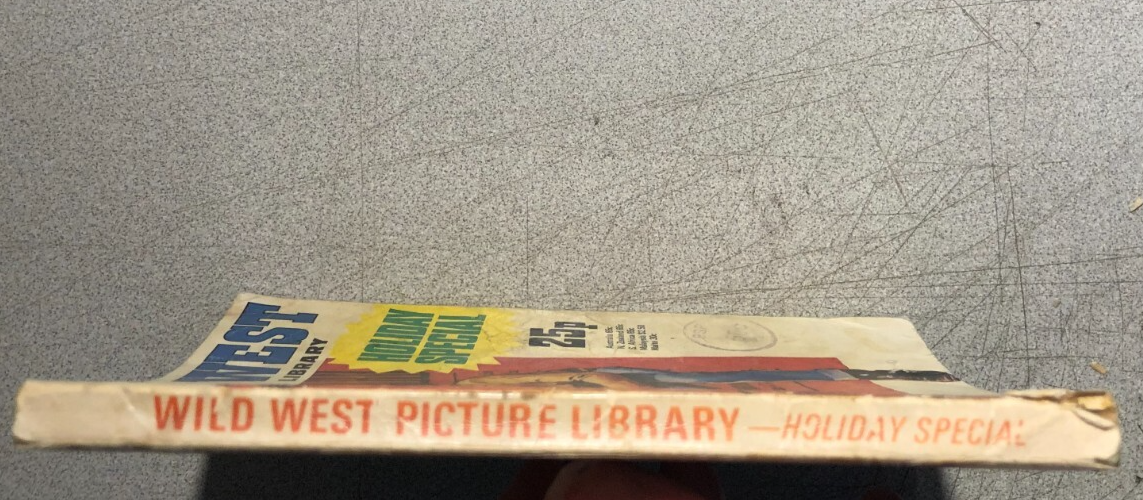 WEST
LIBRARY
HOLIDAY
SPECIAL
25p
WILD WEST PICTURE LIBRARY —HOLIDAY SPECIAL